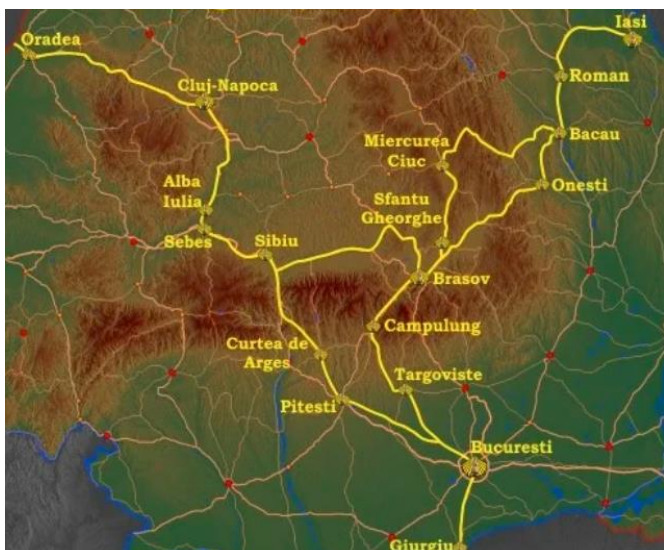 Iasi
Oradea
Roman
Cluj-Napoca
Bacau
Miercurea
Ciuc
Alba
Iulia
Onesti
Sfantu
Gheorghe
Sebes
Sibiu
Brasov
Campulung
Curtea de
Arges
Targoviste
Pitesti
Bucuresti
Giurgiu